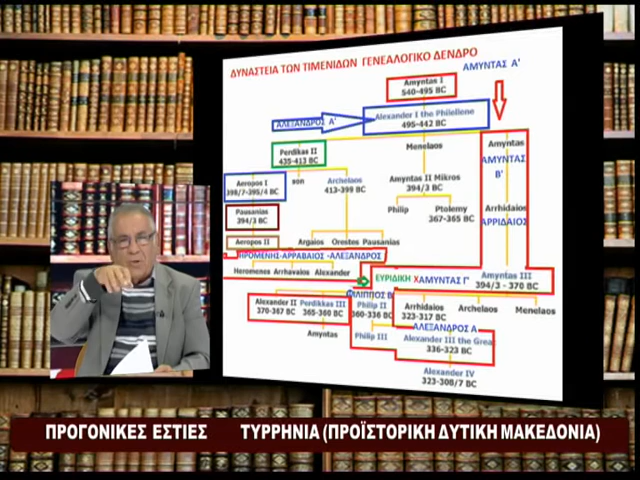 ΔΥΝΑΣΤΕΙΑ ΤΩΝ ΤΙΜΕΝΙΔΩΝ ΓΕΝΕΑΛΟΓΙΚΟ ΔΕΝΔΡΟ
ΑΜΥΝΤΑΣ Α'
Amyntas I
540-495 BC
ΑΛΕΞΑΝΔΡΟΣ Α'
Alexander I the Philellene
495-442 BC
Perdikas II
435-413 BC
Menelaos
Amyntas
ΑΜΥΝΤΑΣ
Β'
Aeropos I
398/7-395/4 BC
son
Archelaos
413-399 BC
Amyntas II Mikros
394/3 BC
Pausanias
394/3 BC
Philip
Ptolemy
367-365 BC
Arrhidaios
ΑΡΡΙΔΑΙΟΣ
Aeropos II
Argaios
Orestes
Pausanias
ΗΡΟΜΕΝΗΣ-ΑΡΡΑΒΑΙΟΣ -ΑΛΕΞΑΝΔΡΟΣ
Heromenes
Arrhavaios
Alexander
ΕΥΡΙΔΙΚΗ ΧΑΜΥΝΤΑΣ Γ'
Amyntas III
394/3 - 370 BC
ΦΙΛΙΠΠΟΣ Β'
Alexander II
370-367 BC
Perdikkas III
365-360 BC
Philip II
360-336 BC
Arrhidaios
323-317 BC
Archelaos
Menelaos
Amyntas
Philip III
ΑΛΕΞΑΝΔΡΟΣ Α
Alexander III the Grea
336-323 BC
Alexander IV
323-308/7 BC
ΠΡΟΓΟΝΙΚΕΣ ΕΣΤΙΕΣ ΤΥΡΡΗΝΙΑ (ΠΡΟΪΣΤΟΡΙΚΗ ΔΥΤΙΚΗ ΜΑΚΕΔΟΝΙΑ)